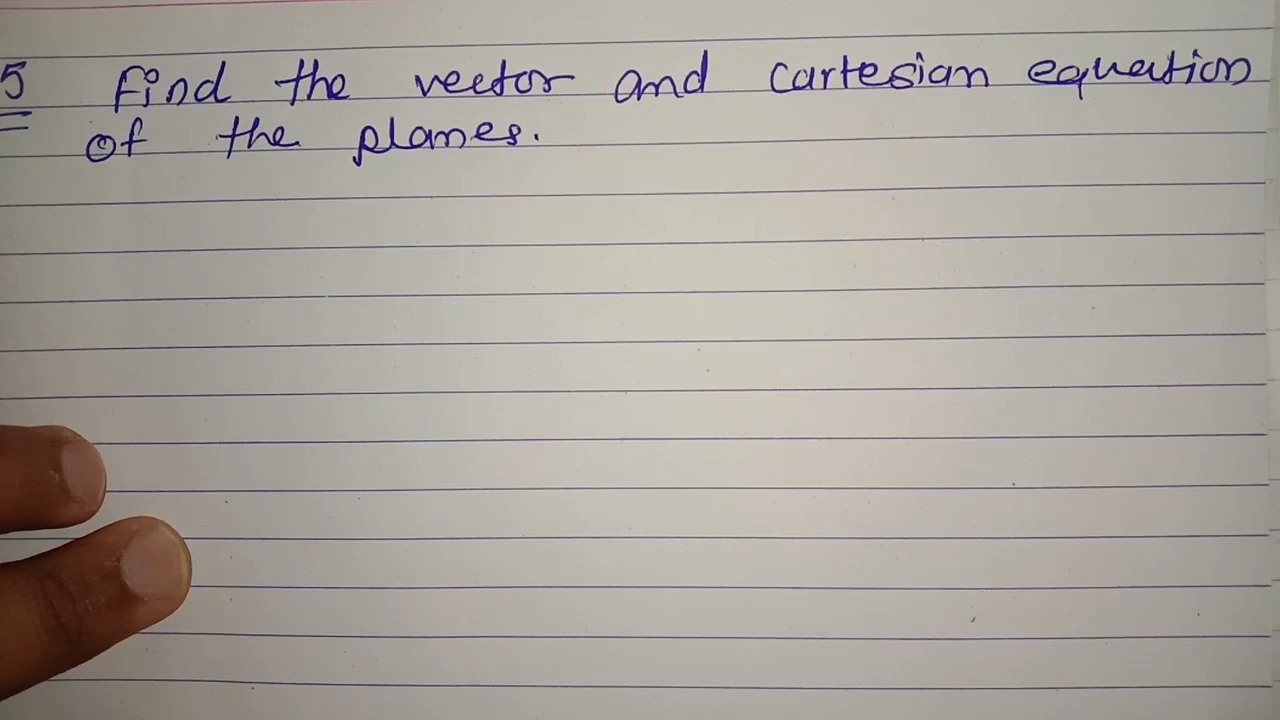 5 Find the vector and cartesian equation
of the planes.